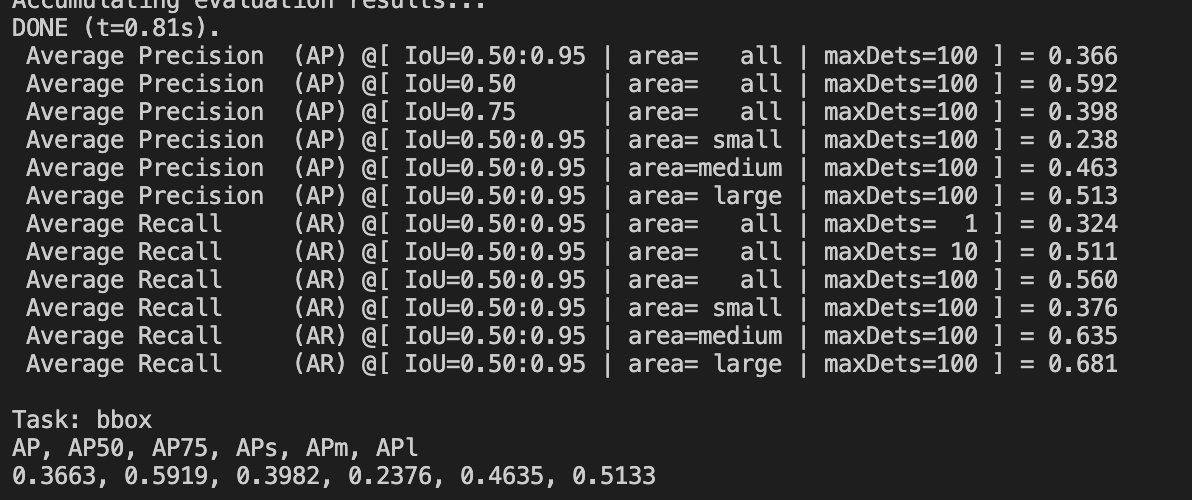 Accumulating evaluation results...
DONE (t=0.81s).
 Average Precision  (AP) @[ IoU=0.50:0.95 | area=   all | maxDets=100 ] = 0.366
 Average Precision  (AP) @[ IoU=0.50      | area=   all | maxDets=100 ] = 0.592
 Average Precision  (AP) @[ IoU=0.75      | area=   all | maxDets=100 ] = 0.398
 Average Precision  (AP) @[ IoU=0.50:0.95 | area= small | maxDets=100 ] = 0.238
 Average Precision  (AP) @[ IoU=0.50:0.95 | area=medium | maxDets=100 ] = 0.463
 Average Precision  (AP) @[ IoU=0.50:0.95 | area= large | maxDets=100 ] = 0.513
 Average Recall     (AR) @[ IoU=0.50:0.95 | area=   all | maxDets=  1 ] = 0.324
 Average Recall     (AR) @[ IoU=0.50:0.95 | area=   all | maxDets= 10 ] = 0.511
 Average Recall     (AR) @[ IoU=0.50:0.95 | area=   all | maxDets=100 ] = 0.560
 Average Recall     (AR) @[ IoU=0.50:0.95 | area= small | maxDets=100 ] = 0.376
 Average Recall     (AR) @[ IoU=0.50:0.95 | area=medium | maxDets=100 ] = 0.635
 Average Recall     (AR) @[ IoU=0.50:0.95 | area= large | maxDets=100 ] = 0.681
Task: bbox
AP, AP50, AP75, APs, APm, APl
0.3663, 0.5919, 0.3982, 0.2376, 0.4635, 0.5133